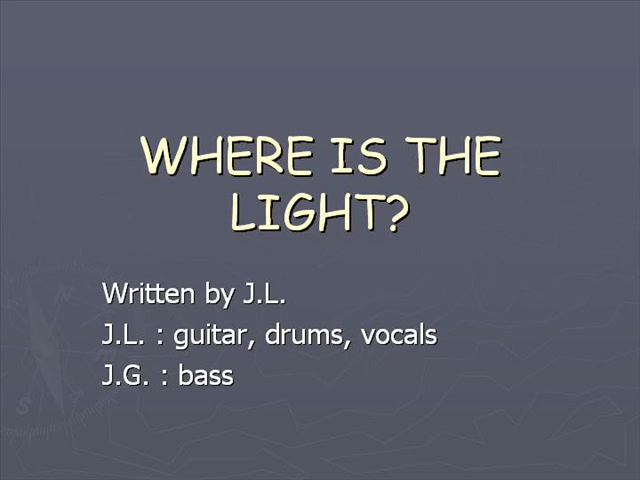 WHERE IS THE
LIGHT?
Written by J.L.
J.L. : guitar, drums, vocals
J.G. : bass
N
S